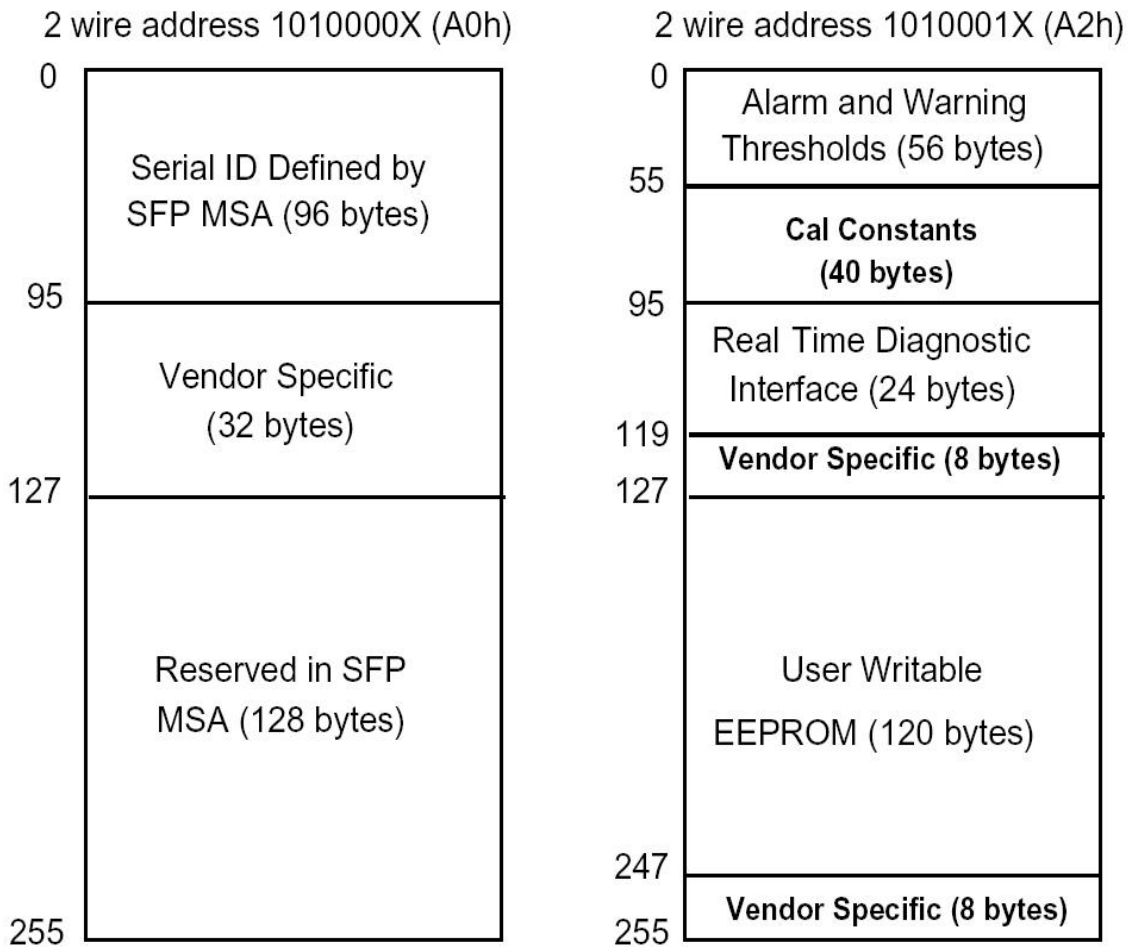 2 wire address 1010000X (A0h)
0
Serial ID Defined by
SFP MSA (96 bytes)
95
Vendor Specific
(32 bytes)
127
Reserved in SFP
MSA (128 bytes)
255
2 wire address 1010001X (A2h)
0
Alarm and Warning
Thresholds (56 bytes)
55
Cal Constants
(40 bytes)
95
Real Time Diagnostic
Interface (24 bytes)
119
Vendor Specific (8 bytes)
127
User Writable
EEPROM (120 bytes)
247
Vendor Specific (8 bytes)
255